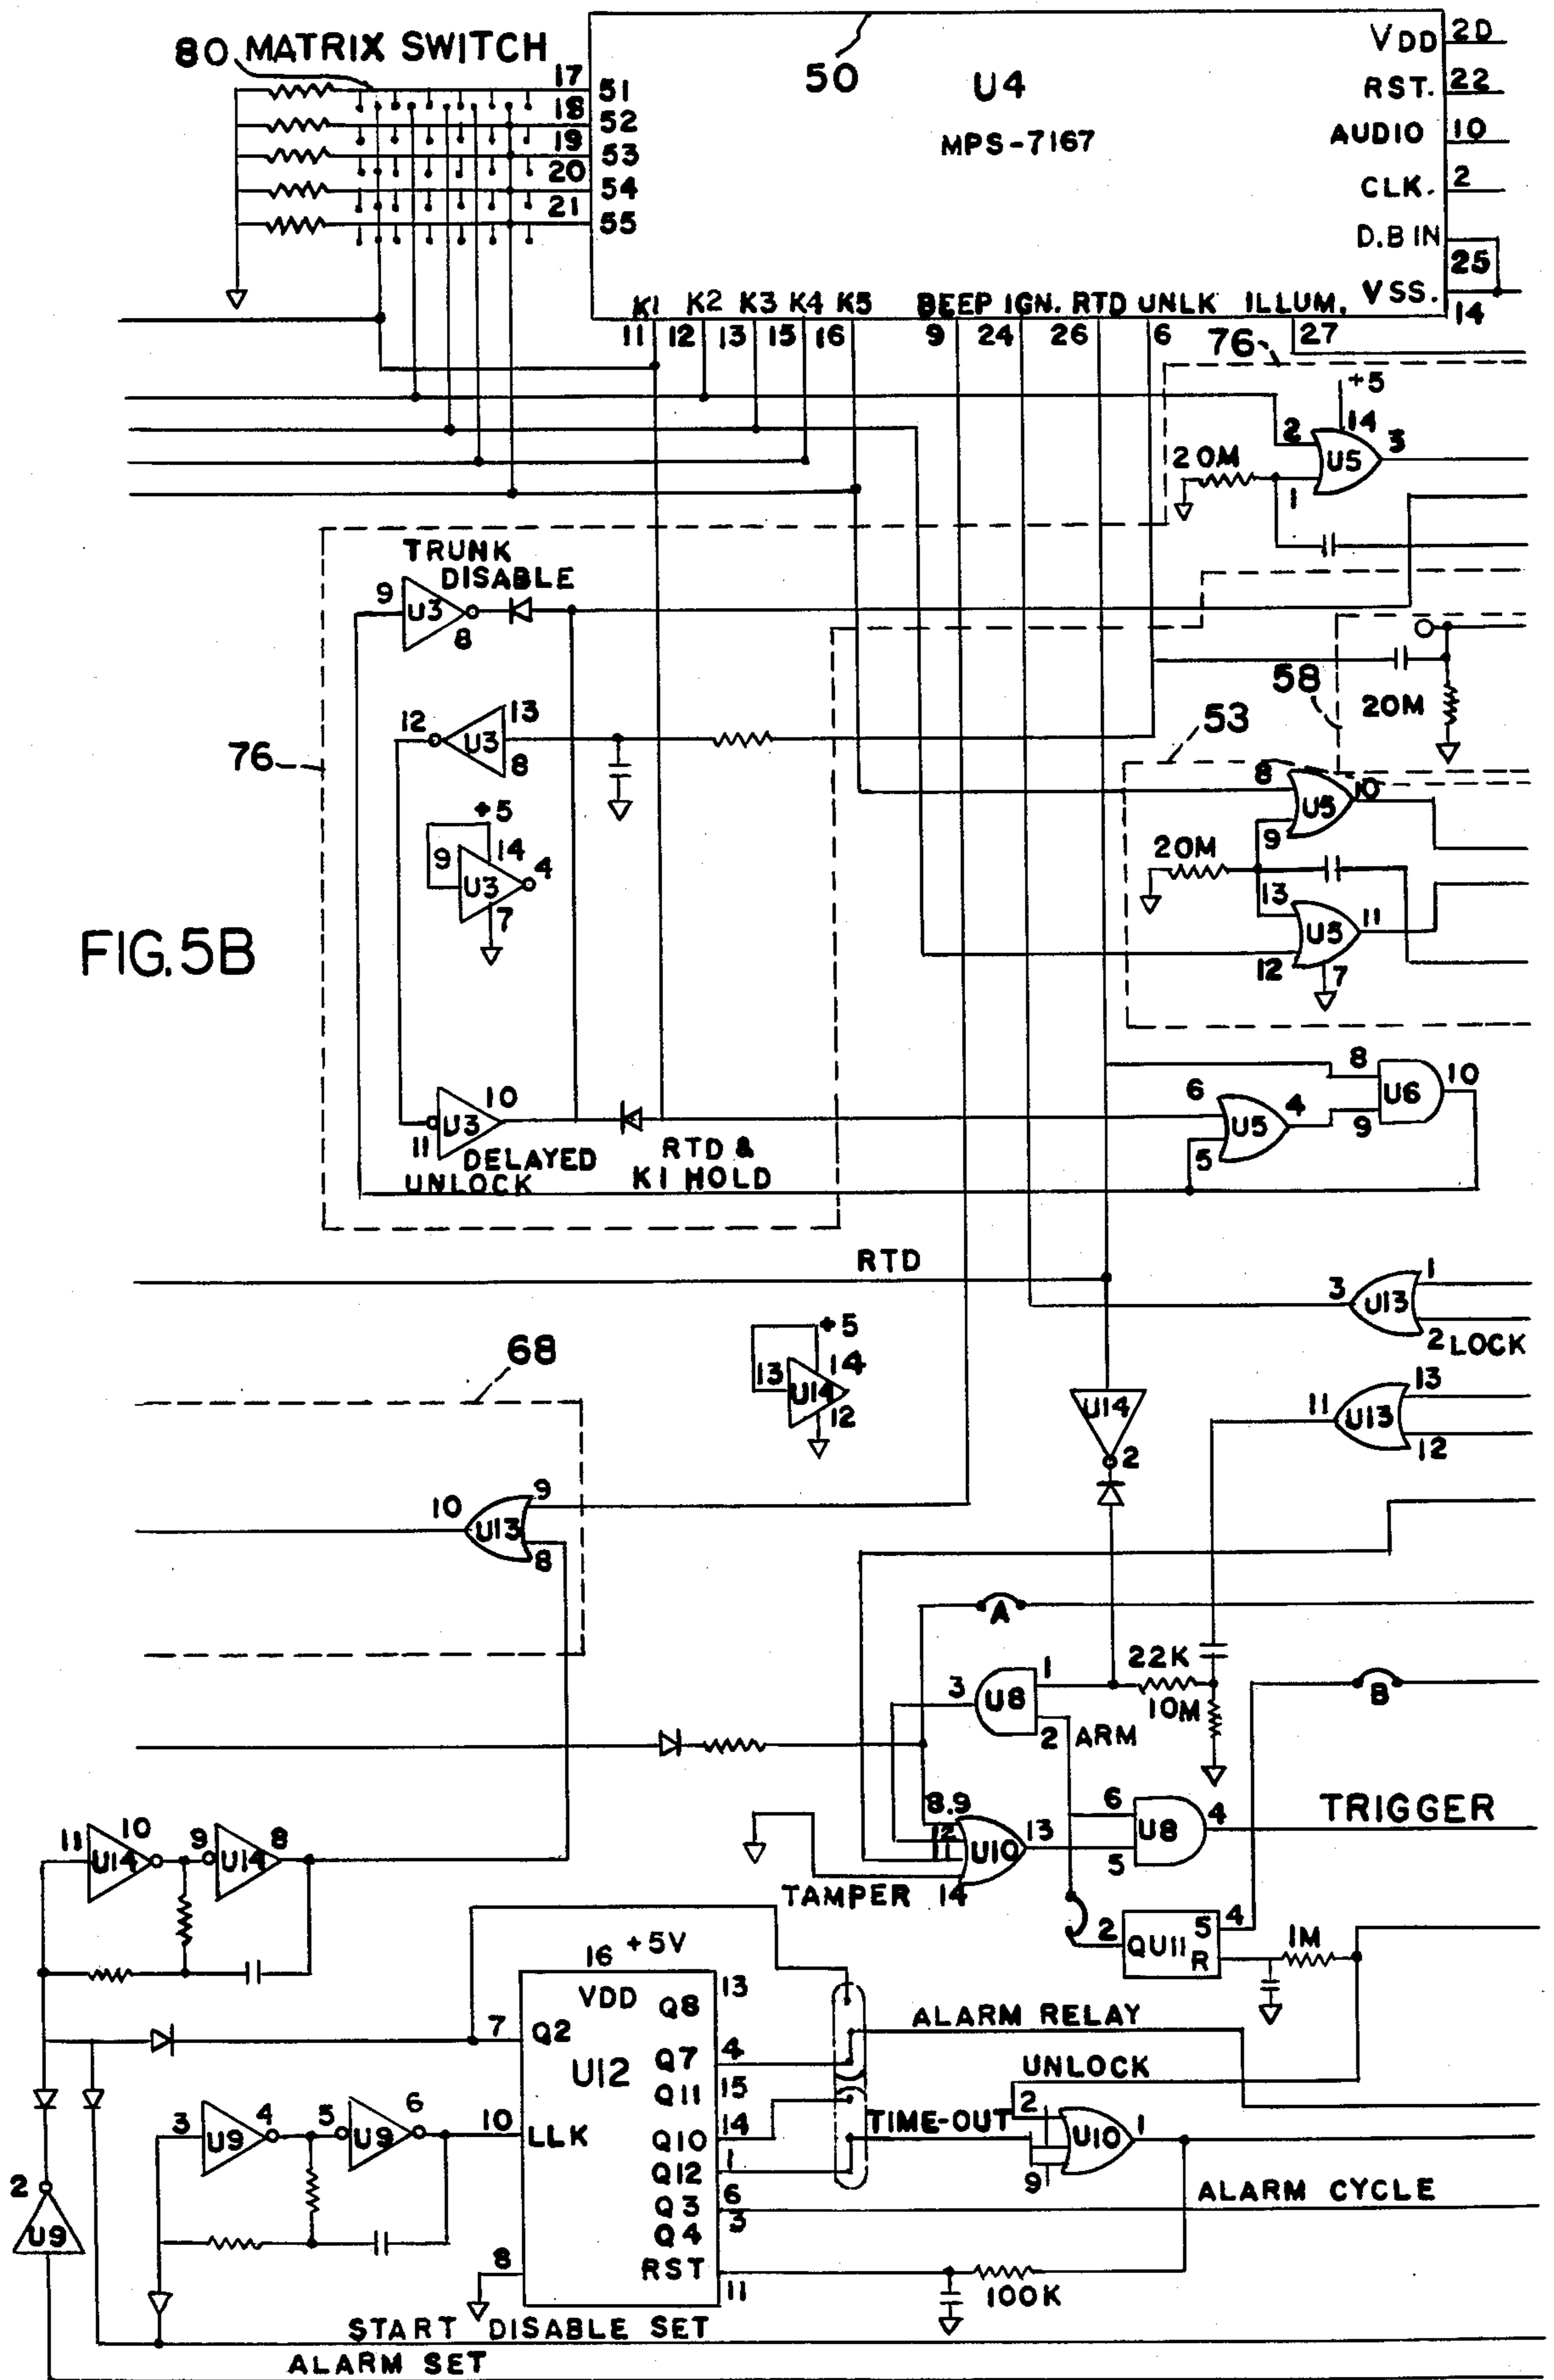 80 MATRIX SWITCH
50
U4
MPS-7167
17 51
18 52
19 53
20 54
21 55
VDD 20
RST. 22
AUDIO 10
CLK. 2
D.B IN
25
VSS.
14
K1 K2 K3 K4 K5 BEEP IGN. RTD UNLK ILLUM,
11 12 13 15 16 9 24 26 6 27
76
+5
14
2 U5 3
20M
1
TRUNK
DISABLE
9 U3
8
58
20M
53
12 U3 13
8
76
+5
9 14
U3 4
7
8 U5 10
9
20M
13
U5 11
12 7
FIG. 5B
8
U6 10
9
6
U5 4
5
10
U3
11
DELAYED
UNLOCK
RTD &
K1 HOLD
RTD
3 U13 1
2 LOCK
68
+5
13 14
U14
12
U14
2
11 U13 13
12
10 U13 9
8
A
22K
3 U8 1
10M
2 ARM
B
8.9
12
11
U10 13
6
U8 4
5
TRIGGER
TAMPER 14
11 U14 10
9 U14 8
2 QU11 5 4
R
1M
16 +5V
VDD
Q8 13
7 Q2
U12
Q7 4
Q11 15
14
Q10
1
Q12
6
Q3
3
Q4
RST
11
ALARM RELAY
UNLOCK
2
TIME-OUT
U10 1
9
3 U9 4
5 U9 6
10 LLK
2
U9
8
ALARM CYCLE
100K
START DISABLE SET
ALARM SET